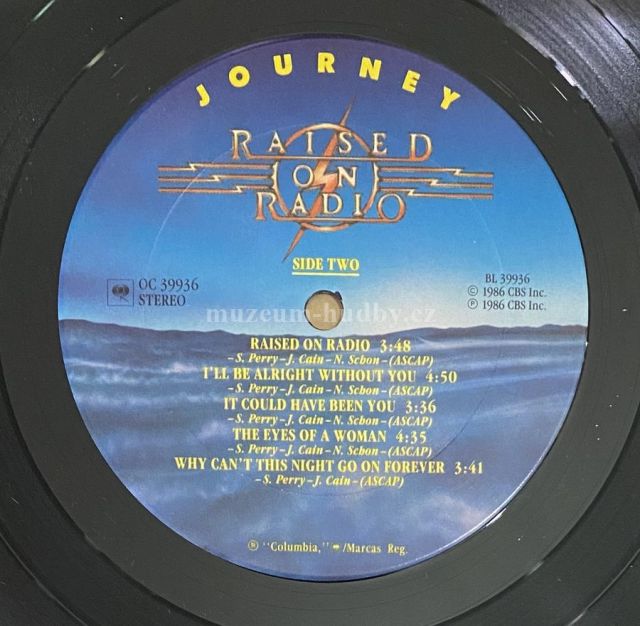 JOURNEY
RAISED
ON
RADIO
SIDE TWO
OC 39936
STEREO
BL 39936
© 1986 CBS Inc.
℗ 1986 CBS Inc.
muzeum-hudby.cz
RAISED ON RADIO 3:48
–S. Perry–J. Cain–N. Schon–(ASCAP)
I'LL BE ALRIGHT WITHOUT YOU 4:50
–S. Perry–J. Cain–N. Schon–(ASCAP)
IT COULD HAVE BEEN YOU 3:36
–S. Perry–J. Cain–N. Schon–(ASCAP)
THE EYES OF A WOMAN 4:35
–S. Perry–J. Cain–N. Schon–(ASCAP)
WHY CAN'T THIS NIGHT GO ON FOREVER 3:41
–S. Perry–J. Cain–(ASCAP)
® "Columbia," /Marcas Reg.